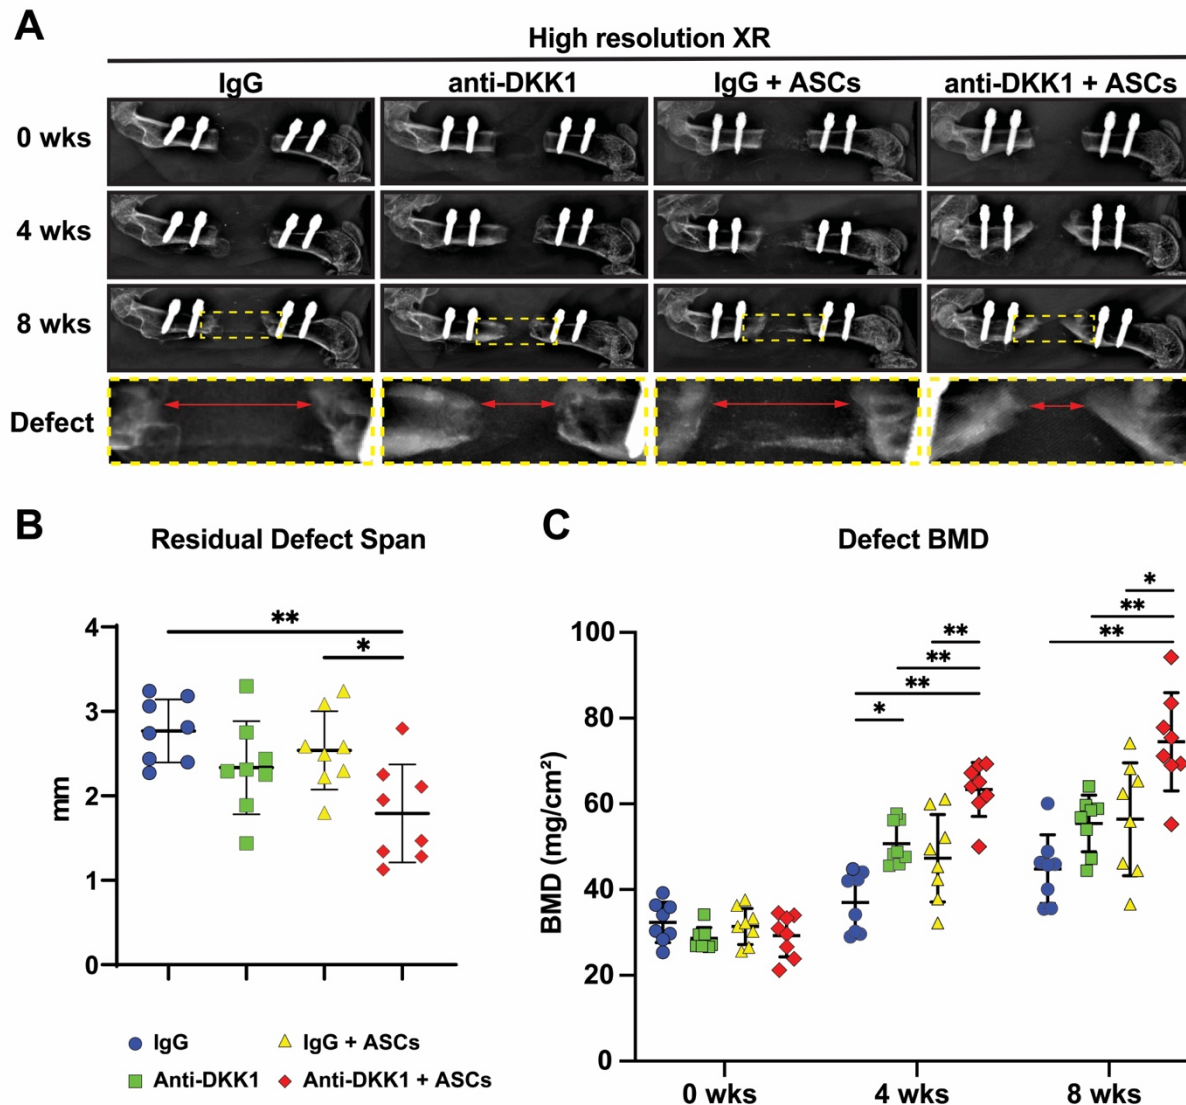 A
High resolution XR
IgG
anti-DKK1
IgG + ASCs
anti-DKK1 + ASCs
0 wks
4 wks
8 wks
Defect
B
Residual Defect Span
**
*
4
3
2
1
0
mm
IgG
IgG + ASCs
Anti-DKK1
Anti-DKK1 + ASCs
C
Defect BMD
*
**
**
**
**
**
*
100
80
60
40
20
0
BMD (mg/cm²)
0 wks
4 wks
8 wks